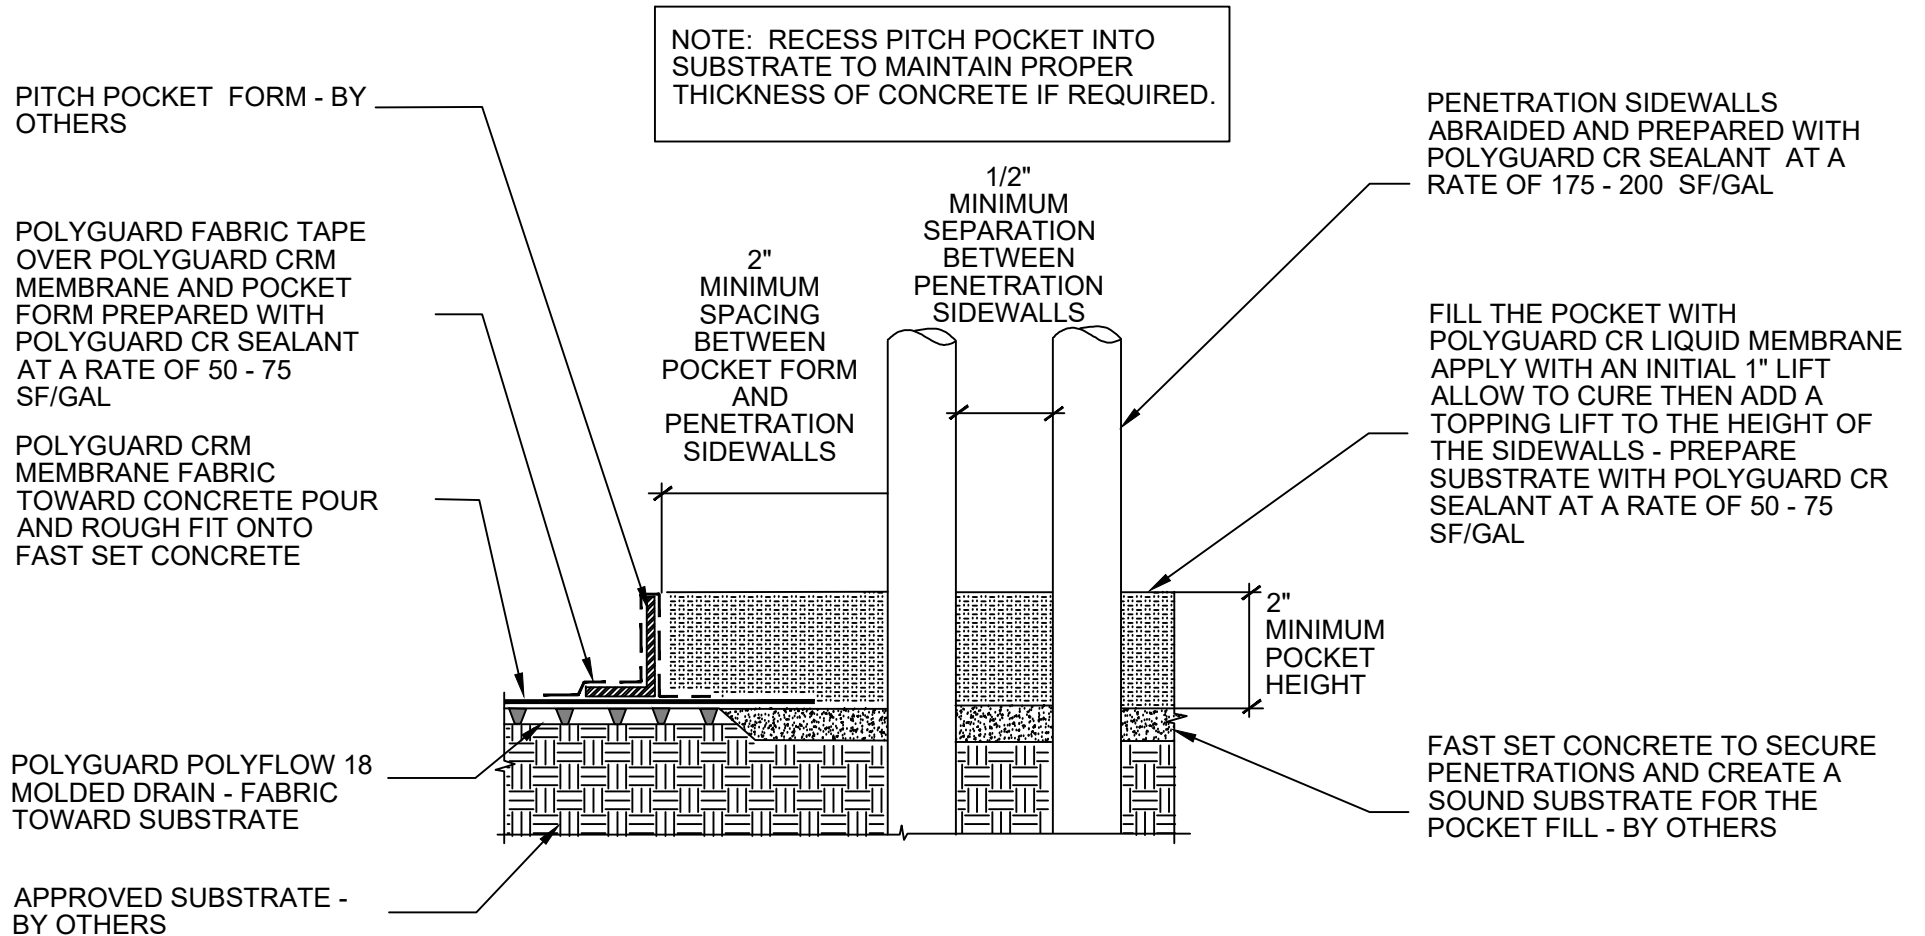 NOTE: RECESS PITCH POCKET INTO
SUBSTRATE TO MAINTAIN PROPER
THICKNESS OF CONCRETE IF REQUIRED.
PITCH POCKET FORM - BY
OTHERS
POLYGUARD FABRIC TAPE
OVER POLYGUARD CRM
MEMBRANE AND POCKET
FORM PREPARED WITH
POLYGUARD CR SEALANT
AT A RATE OF 50 - 75
SF/GAL
POLYGUARD CRM
MEMBRANE FABRIC
TOWARD CONCRETE POUR
AND ROUGH FIT ONTO
FAST SET CONCRETE
POLYGUARD POLYFLOW 18
MOLDED DRAIN - FABRIC
TOWARD SUBSTRATE
APPROVED SUBSTRATE -
BY OTHERS
2"
MINIMUM
SPACING
BETWEEN
POCKET FORM
AND
PENETRATION
SIDEWALLS
1/2"
MINIMUM
SEPARATION
BETWEEN
PENETRATION
SIDEWALLS
2"
MINIMUM
POCKET
HEIGHT
PENETRATION SIDEWALLS
ABRAIDED AND PREPARED WITH
POLYGUARD CR SEALANT AT A
RATE OF 175 - 200 SF/GAL
FILL THE POCKET WITH
POLYGUARD CR LIQUID MEMBRANE
APPLY WITH AN INITIAL 1" LIFT
ALLOW TO CURE THEN ADD A
TOPPING LIFT TO THE HEIGHT OF
THE SIDEWALLS - PREPARE
SUBSTRATE WITH POLYGUARD CR
SEALANT AT A RATE OF 50 - 75
SF/GAL
FAST SET CONCRETE TO SECURE
PENETRATIONS AND CREATE A
SOUND SUBSTRATE FOR THE
POCKET FILL - BY OTHERS